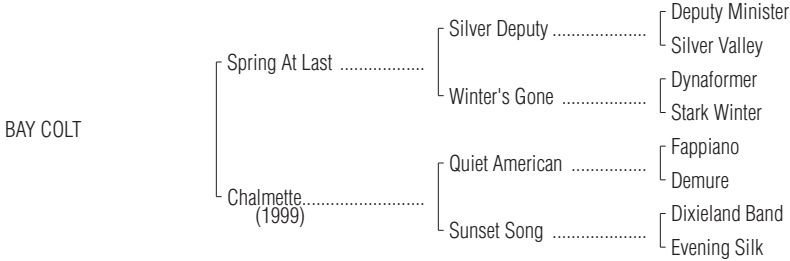 Deputy Minister
Silver Deputy ....................
Silver Valley
Spring At Last ..................
Dynaformer
Winter's Gone ..................
Stark Winter
BAY COLT
Fappiano
Quiet American ................
Demure
Chalmette..........................
(1999)
Dixieland Band
Sunset Song ....................
Evening Silk